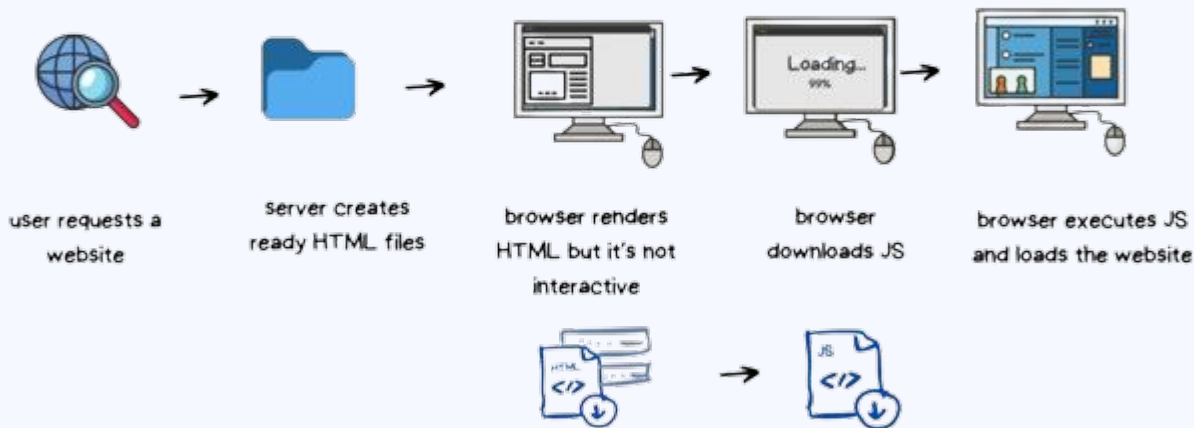 Loading...
99%
user requests a
website
server creates
ready HTML files
browser renders
HTML but it's not
interactive
browser
downloads JS
browser executes JS
and loads the website
HTML
</>
JS
</>